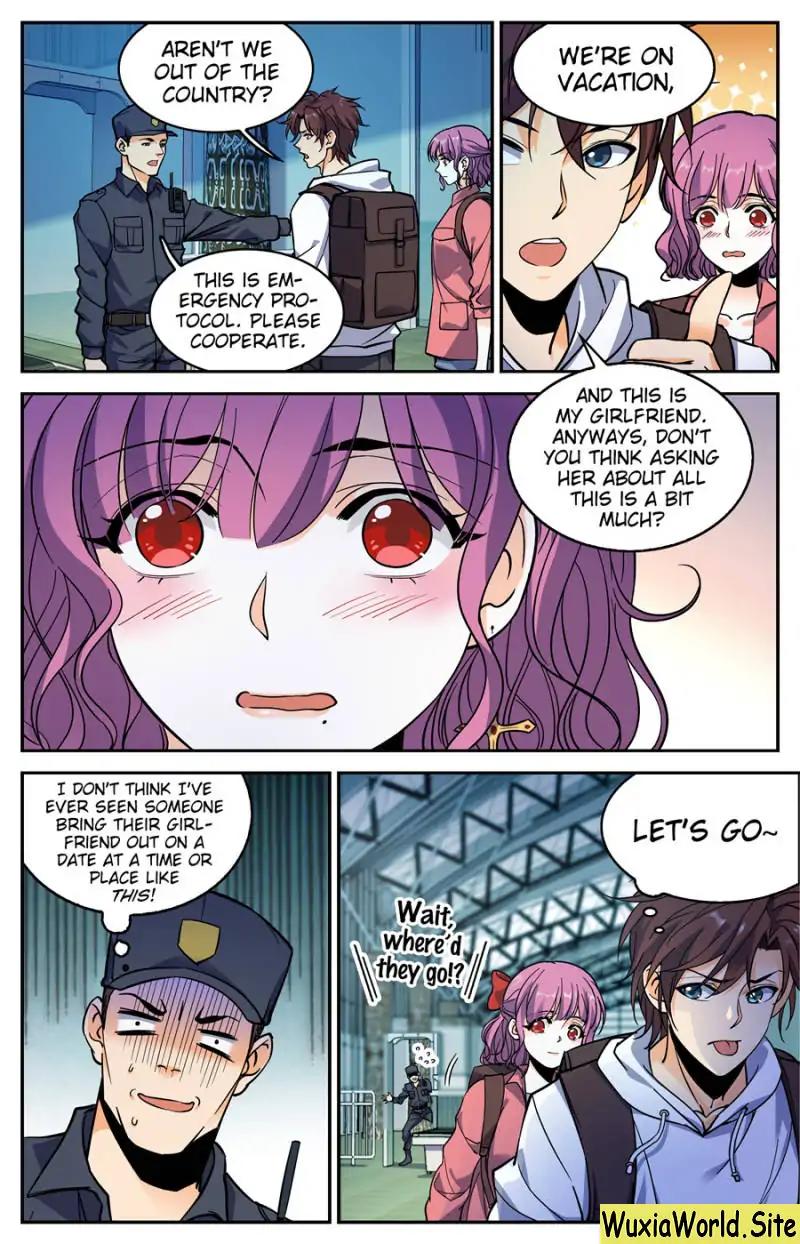 AREN'T WE
OUT OF THE
COUNTRY?
THIS IS EM-
ERGENCY PRO-
TOCOL. PLEASE
COOPERATE.
WE'RE ON
VACATION,
AND THIS IS
MY GIRLFRIEND.
ANYWAYS, DON'T
YOU THINK ASKING
HER ABOUT ALL
THIS IS A BIT
MUCH?
I DON'T THINK I'VE
EVER SEEN SOMEONE
BRING THEIR GIRL-
FRIEND OUT ON A
DATE AT A TIME OR
PLACE LIKE
THIS!
Wait,
where'd
they go!?
LET'S GO~
WuxiaWorld.Site